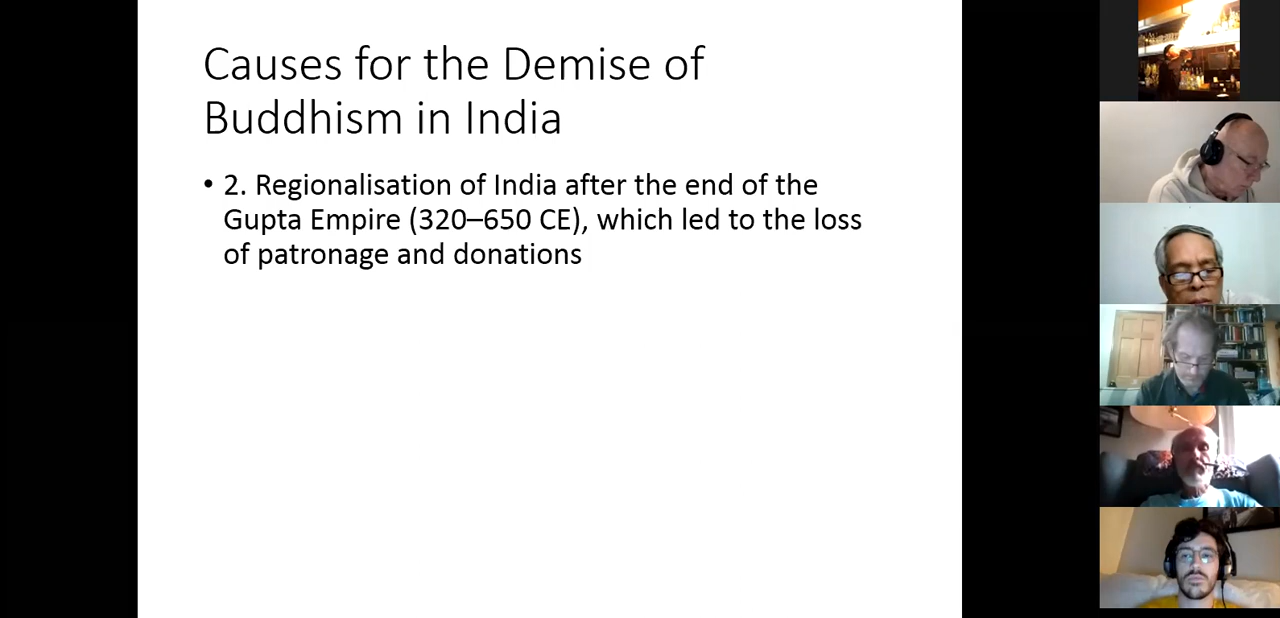 Causes for the Demise of
Buddhism in India
• 2. Regionalisation of India after the end of the
Gupta Empire (320–650 CE), which led to the loss
of patronage and donations